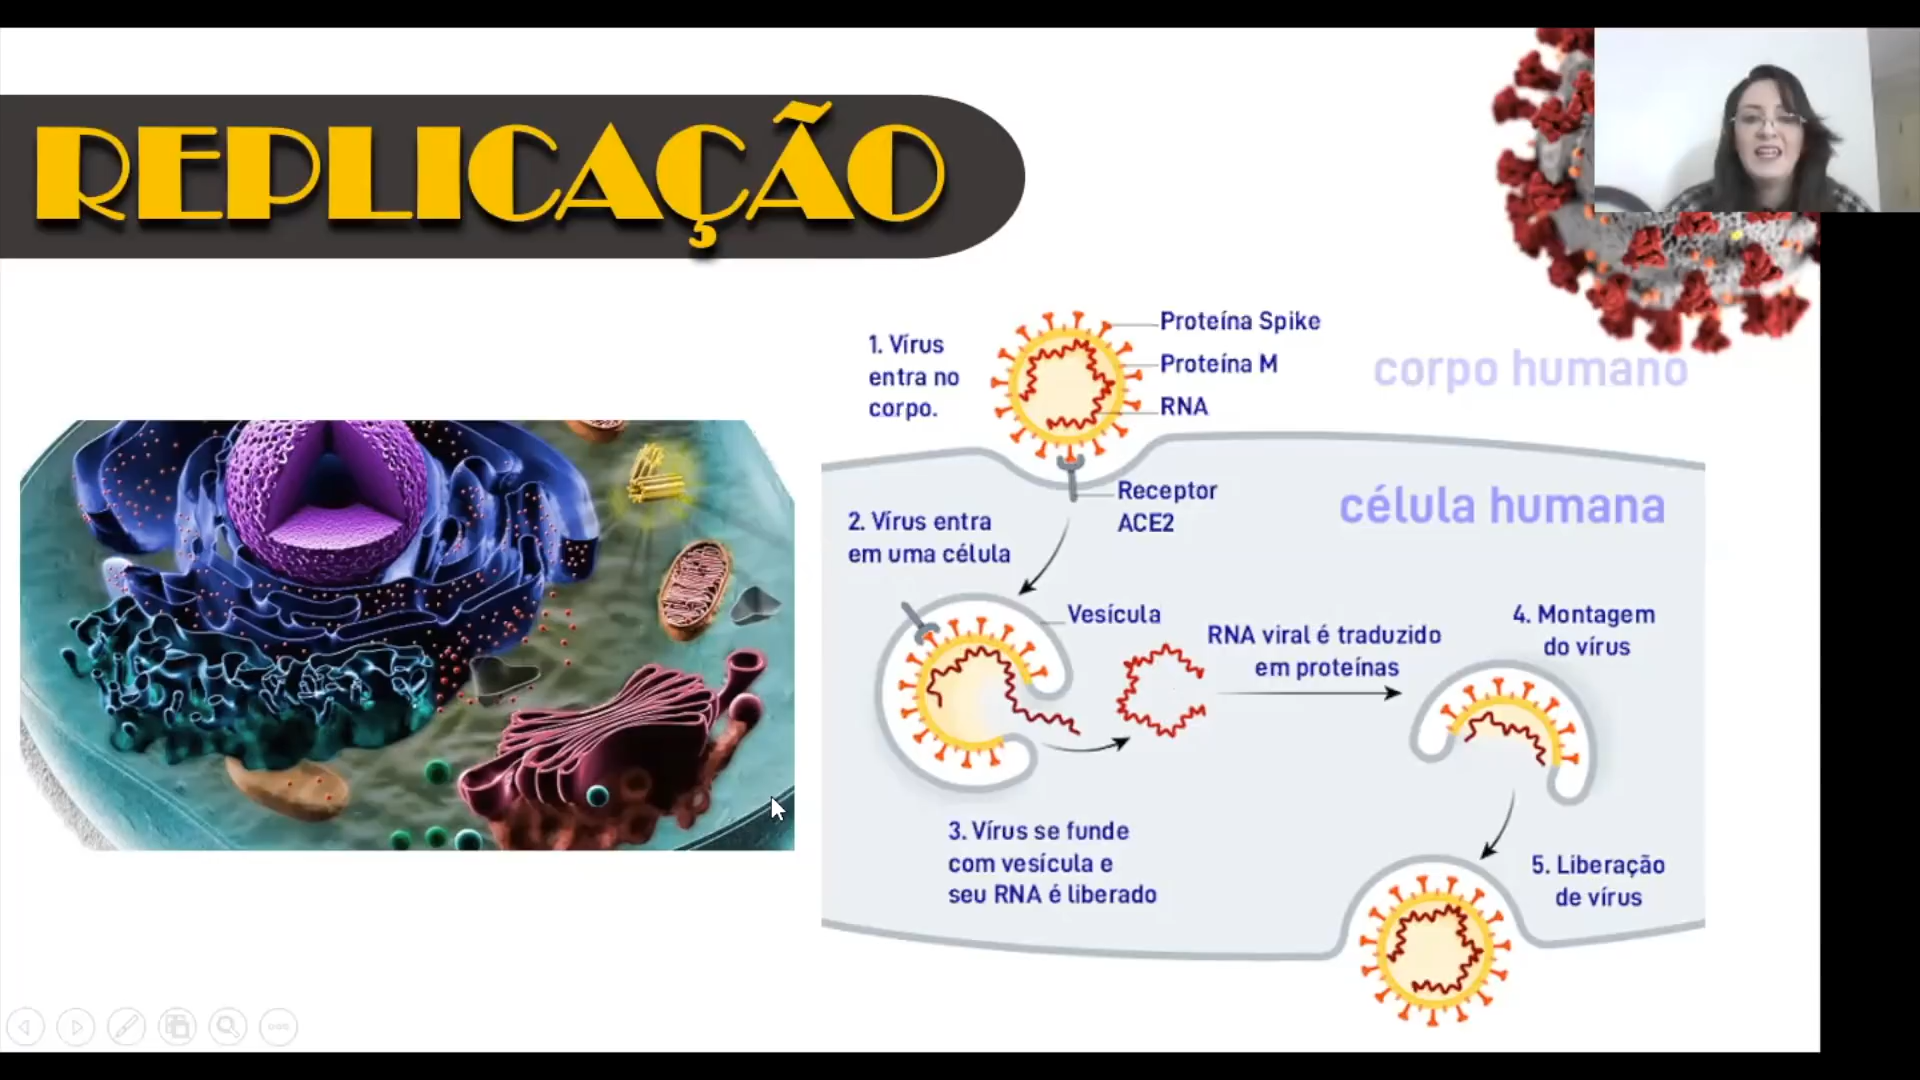 REPLICAÇÃO
1. Vírus
entra no
corpo.
Proteína Spike
Proteína M
RNA
corpo humano
célula humana
Receptor
ACE2
2. Vírus entra
em uma célula
Vesícula
RNA viral é traduzido
em proteínas
4. Montagem
do vírus
3. Vírus se funde
com vesícula e
seu RNA é liberado
5. Liberação
de vírus